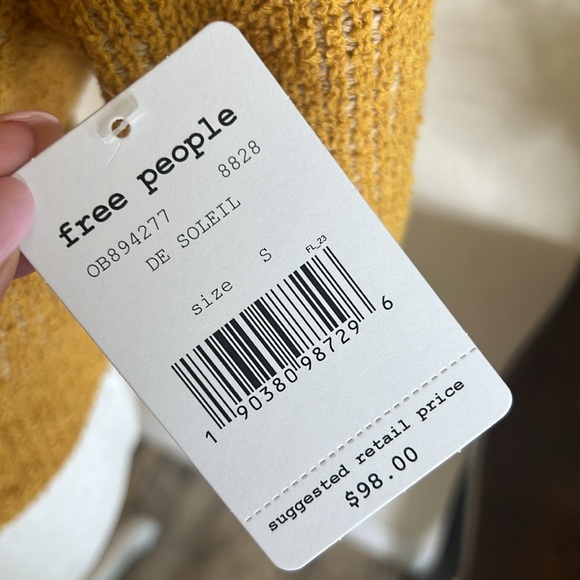 free people
OB894277 8828
DE SOLEIL
size S
FL_23
1 90380 98729 6
suggested retail price
$98.00